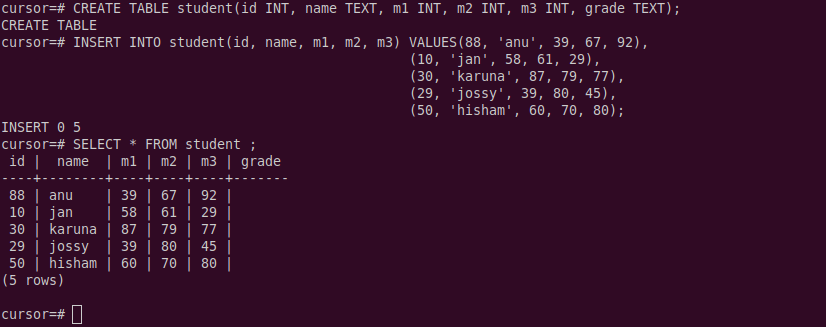 cursor=# CREATE TABLE student(id INT, name TEXT, m1 INT, m2 INT, m3 INT, grade TEXT);
CREATE TABLE
cursor=# INSERT INTO student(id, name, m1, m2, m3) VALUES(88, 'anu', 39, 67, 92),
                                                   (10, 'jan', 58, 61, 29),
                                                   (30, 'karuna', 87, 79, 77),
                                                   (29, 'jossy', 39, 80, 45),
                                                   (50, 'hisham', 60, 70, 80);
INSERT 0 5
cursor=# SELECT * FROM student ;
 id |  name  | m1 | m2 | m3 | grade
----+--------+----+----+----+-------
 88 | anu    | 39 | 67 | 92 |
 10 | jan    | 58 | 61 | 29 |
 30 | karuna | 87 | 79 | 77 |
 29 | jossy  | 39 | 80 | 45 |
 50 | hisham | 60 | 70 | 80 |
(5 rows)

cursor=#